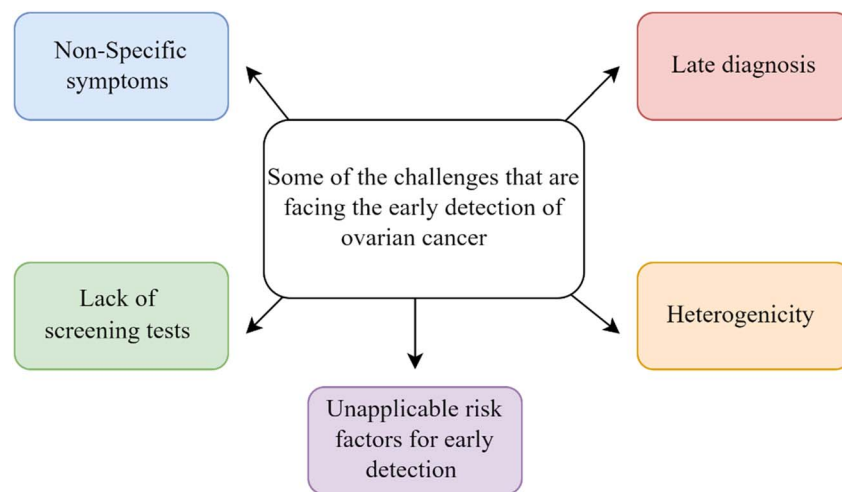 Non-Specific
symptoms
Late diagnosis
Some of the challenges that are
facing the early detection of
ovarian cancer
Lack of
screening tests
Heterogenicity
Unapplicable risk
factors for early
detection